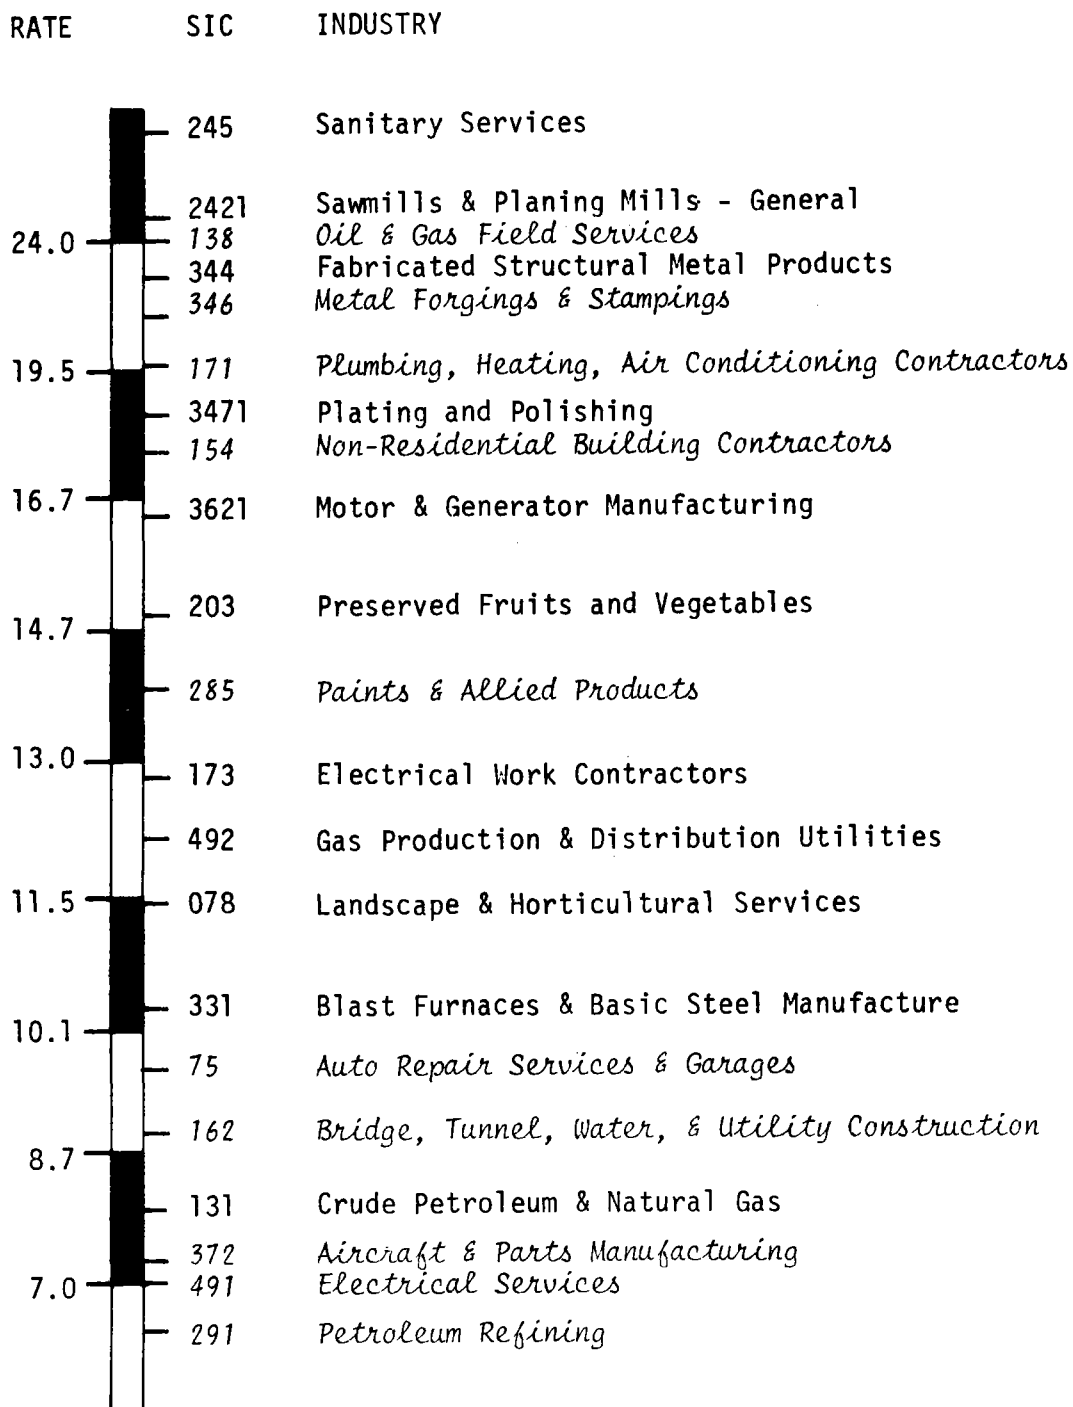 RATE SIC INDUSTRY
245 Sanitary Services
2421 Sawmills & Planing Mills - General
24.0 138 Oil & Gas Field Services
344 Fabricated Structural Metal Products
346 Metal Forgings & Stampings
19.5 171 Plumbing, Heating, Air Conditioning Contractors
3471 Plating and Polishing
154 Non-Residential Building Contractors
16.7
3621 Motor & Generator Manufacturing
203 Preserved Fruits and Vegetables
14.7
285 Paints & Allied Products
13.0
173 Electrical Work Contractors
492 Gas Production & Distribution Utilities
11.5 078 Landscape & Horticultural Services
331 Blast Furnaces & Basic Steel Manufacture
10.1
75 Auto Repair Services & Garages
162 Bridge, Tunnel, Water, & Utility Construction
8.7
131 Crude Petroleum & Natural Gas
372 Aircraft & Parts Manufacturing
7.0 491 Electrical Services
291 Petroleum Refining